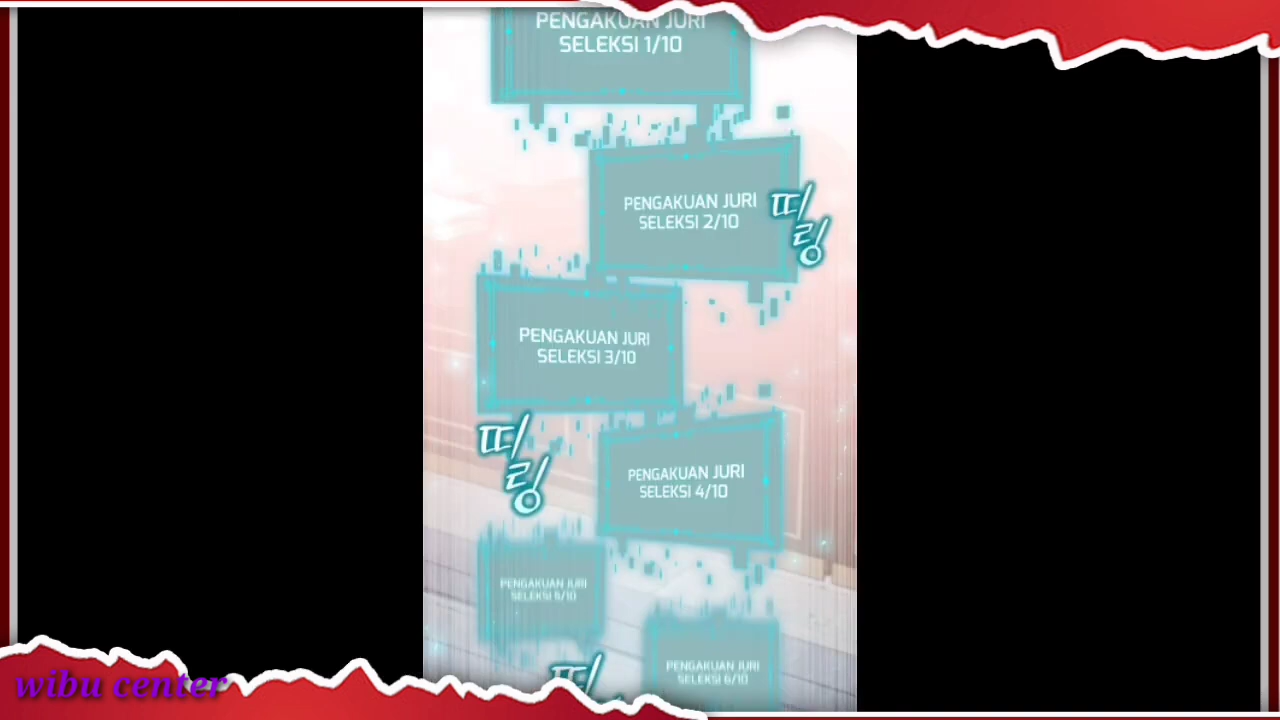 PENGAKUAN JURI
SELEKSI 1/10
PENGAKUAN JURI
SELEKSI 2/10
띠
링
PENGAKUAN JURI
SELEKSI 3/10
띠
링
PENGAKUAN JURI
SELEKSI 4/10
PENGAKUAN JURI
SELEKSI 5/10
띠
PENGAKUAN JURI
SELEKSI 6/10
wibu center